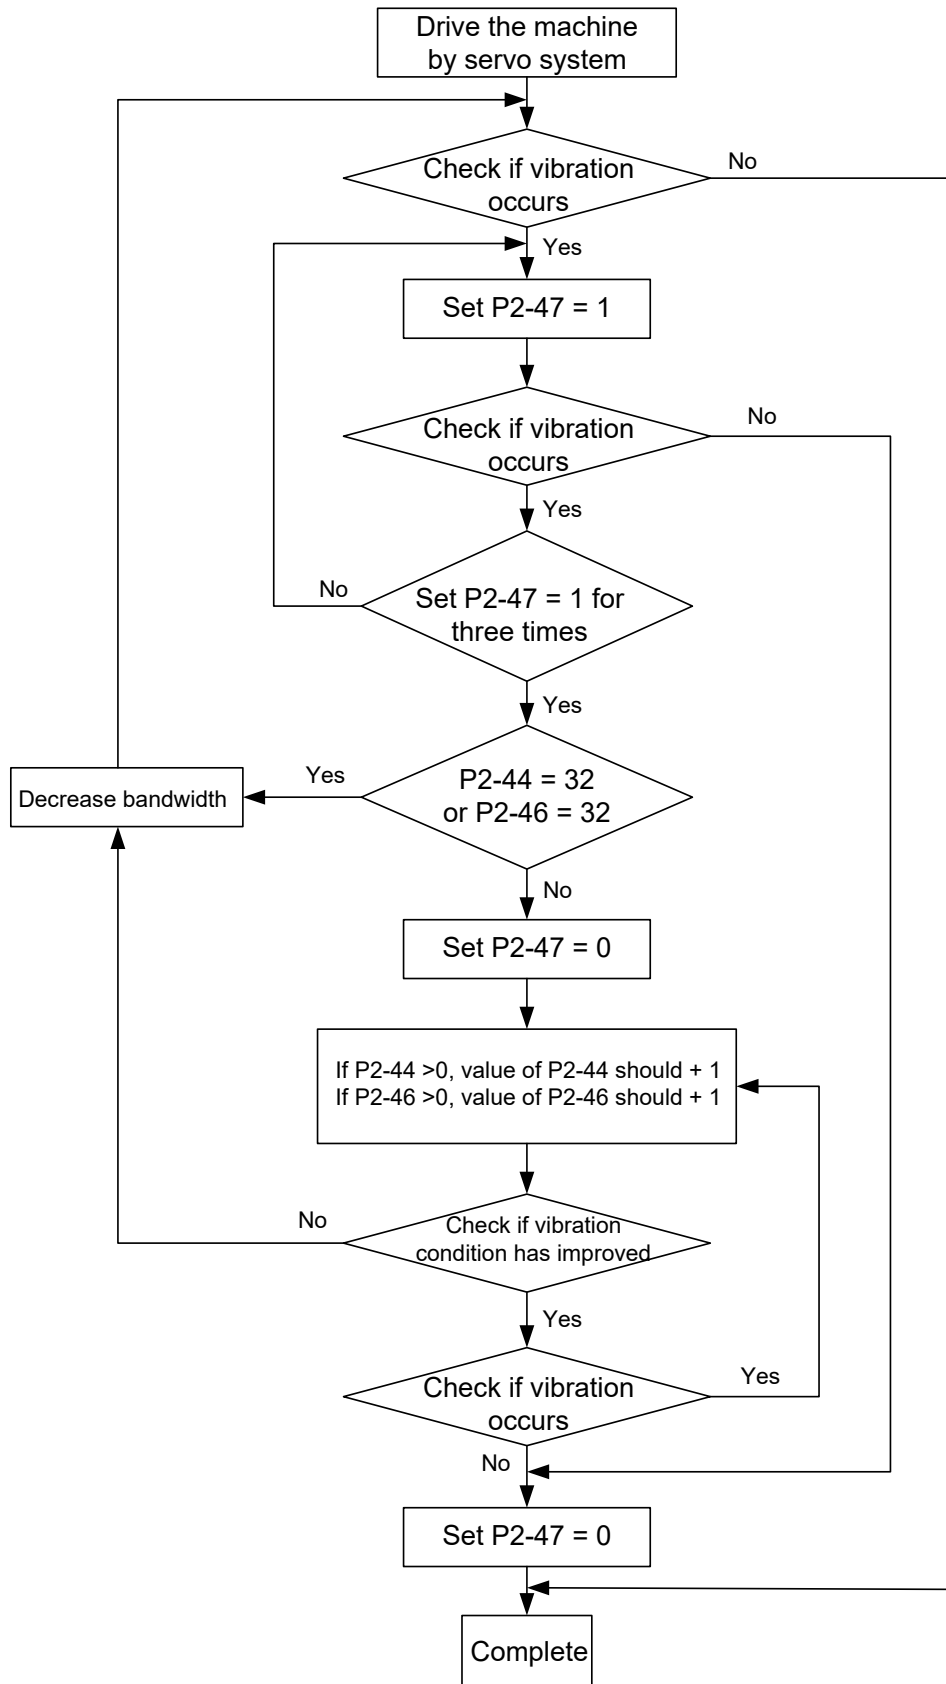 Drive the machine
by servo system
Check if vibration
occurs
No
Yes
Set P2-47 = 1
Check if vibration
occurs
No
Yes
Set P2-47 = 1 for
three times
No
Yes
P2-44 = 32
or P2-46 = 32
Yes
Decrease bandwidth
No
Set P2-47 = 0
If P2-44 >0, value of P2-44 should + 1
If P2-46 >0, value of P2-46 should + 1
Check if vibration
condition has improved
No
Yes
Check if vibration
occurs
Yes
No
Set P2-47 = 0
Complete